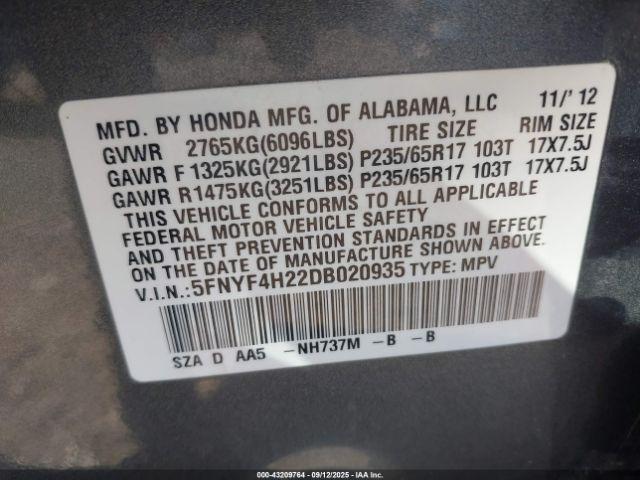 MFD. BY HONDA MFG. OF ALABAMA, LLC 11/'12
GVWR 2765KG(6096LBS) TIRE SIZE RIM SIZE
GAWR F 1325KG(2921LBS) P235/65R17 103T 17X7.5J
GAWR R1475KG(3251LBS) P235/65R17 103T 17X7.5J
THIS VEHICLE CONFORMS TO ALL APPLICABLE
FEDERAL MOTOR VEHICLE SAFETY
AND THEFT PREVENTION STANDARDS IN EFFECT
ON THE DATE OF MANUFACTURE SHOWN ABOVE.
V.I.N.:5FNYF4H22DB020935 TYPE: MPV
SZA D AA5 -NH737M -B -B
000-43209764 - 09/12/2025 - IAA Inc.